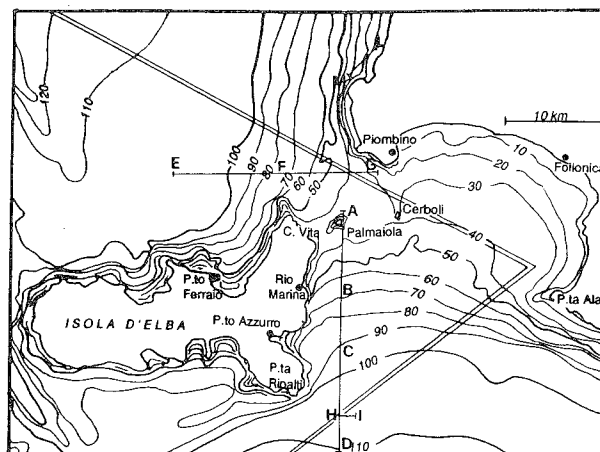 120
110
100
90
80
70
60
50
E
F
G
M
10 km
Piombino
10
20
30
Follonica
Cerboli
A
Palmaiola
C. Vita
40
50
P.to
Ferraio
Rio
Marina
B
60
70
80
90
100
P.ta Ala
ISOLA D'ELBA
P.to Azzurro
C
P.ta
Ripalti
H
I
D
110